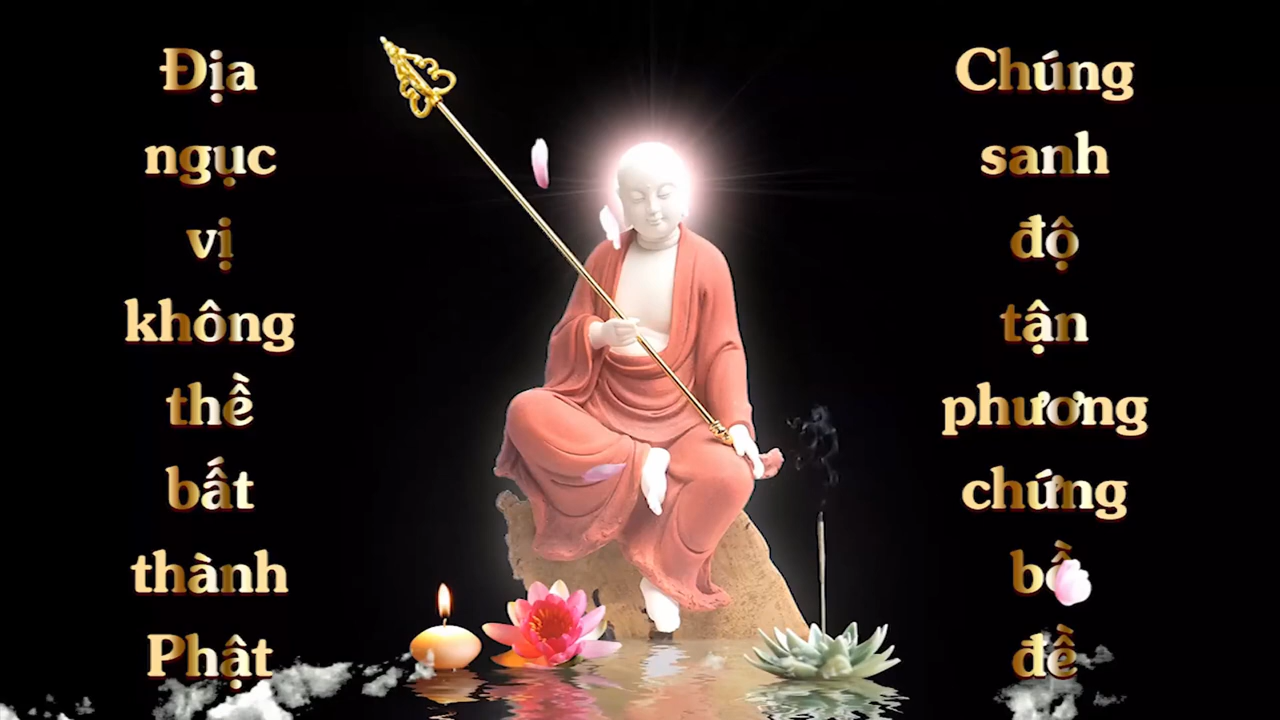 Địa
ngục
vị
không
thề
bất
thành
Phật
Chúng
sanh
độ
tận
phương
chứng
bồ
đề